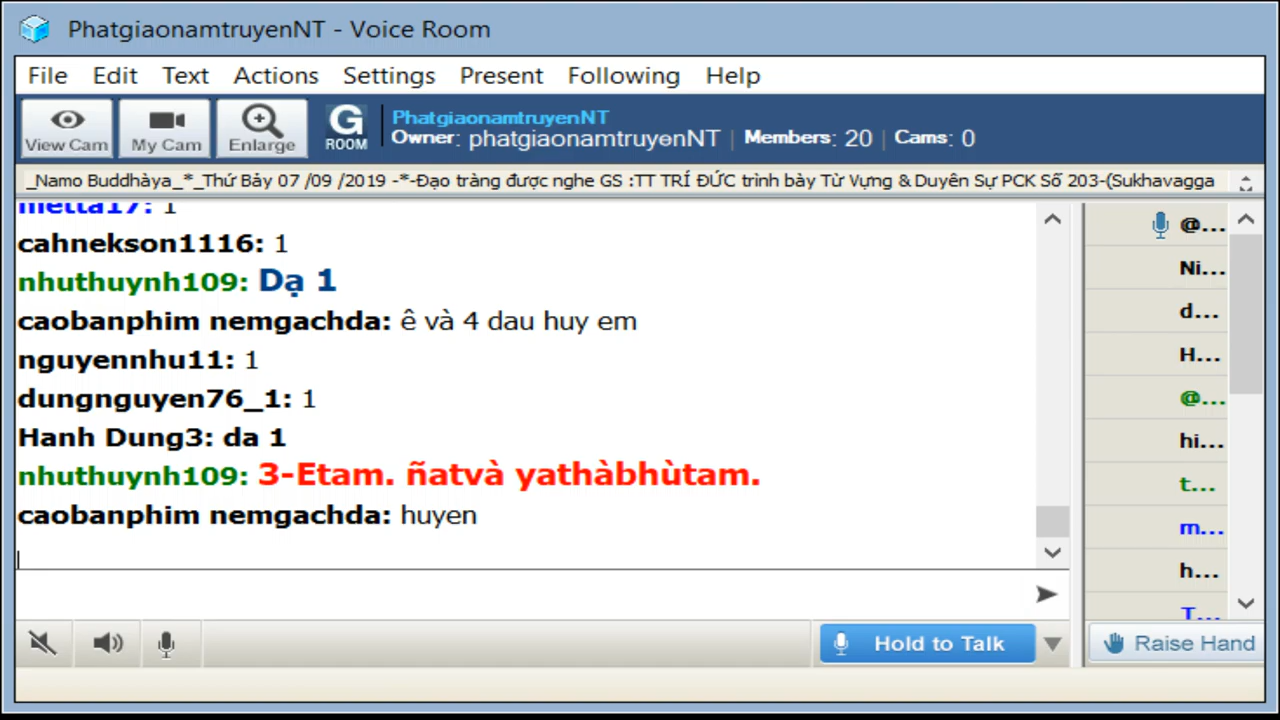 PhatgiaonamtruyenNT - Voice Room
File Edit Text Actions Settings Present Following Help
View Cam My Cam Enlarge G ROOM
PhatgiaonamtruyenNT
Owner: phatgiaonamtruyenNT | Members: 20 | Cams: 0
_Namo Buddhàya_*_Thứ Bảy 07 /09 /2019 -*-Đạo tràng được nghe GS :TT TRÍ ĐỨC trình bày Từ Vựng & Duyên Sự PCK Số 203-(Sukhavagga
metta17: 1
cahnekson1116: 1
nhuthuynh109: Dạ 1
caobanphim nemgachda: ê và 4 dau huy em
nguyennhu11: 1
dungnguyen76_1: 1
Hanh Dung3: da 1
nhuthuynh109: 3-Etam. ñatvà yathàbhùtam.
caobanphim nemgachda: huyen
@...
Ni...
d...
H...
@...
hi...
t...
m...
h...
T...
Hold to Talk
Raise Hand